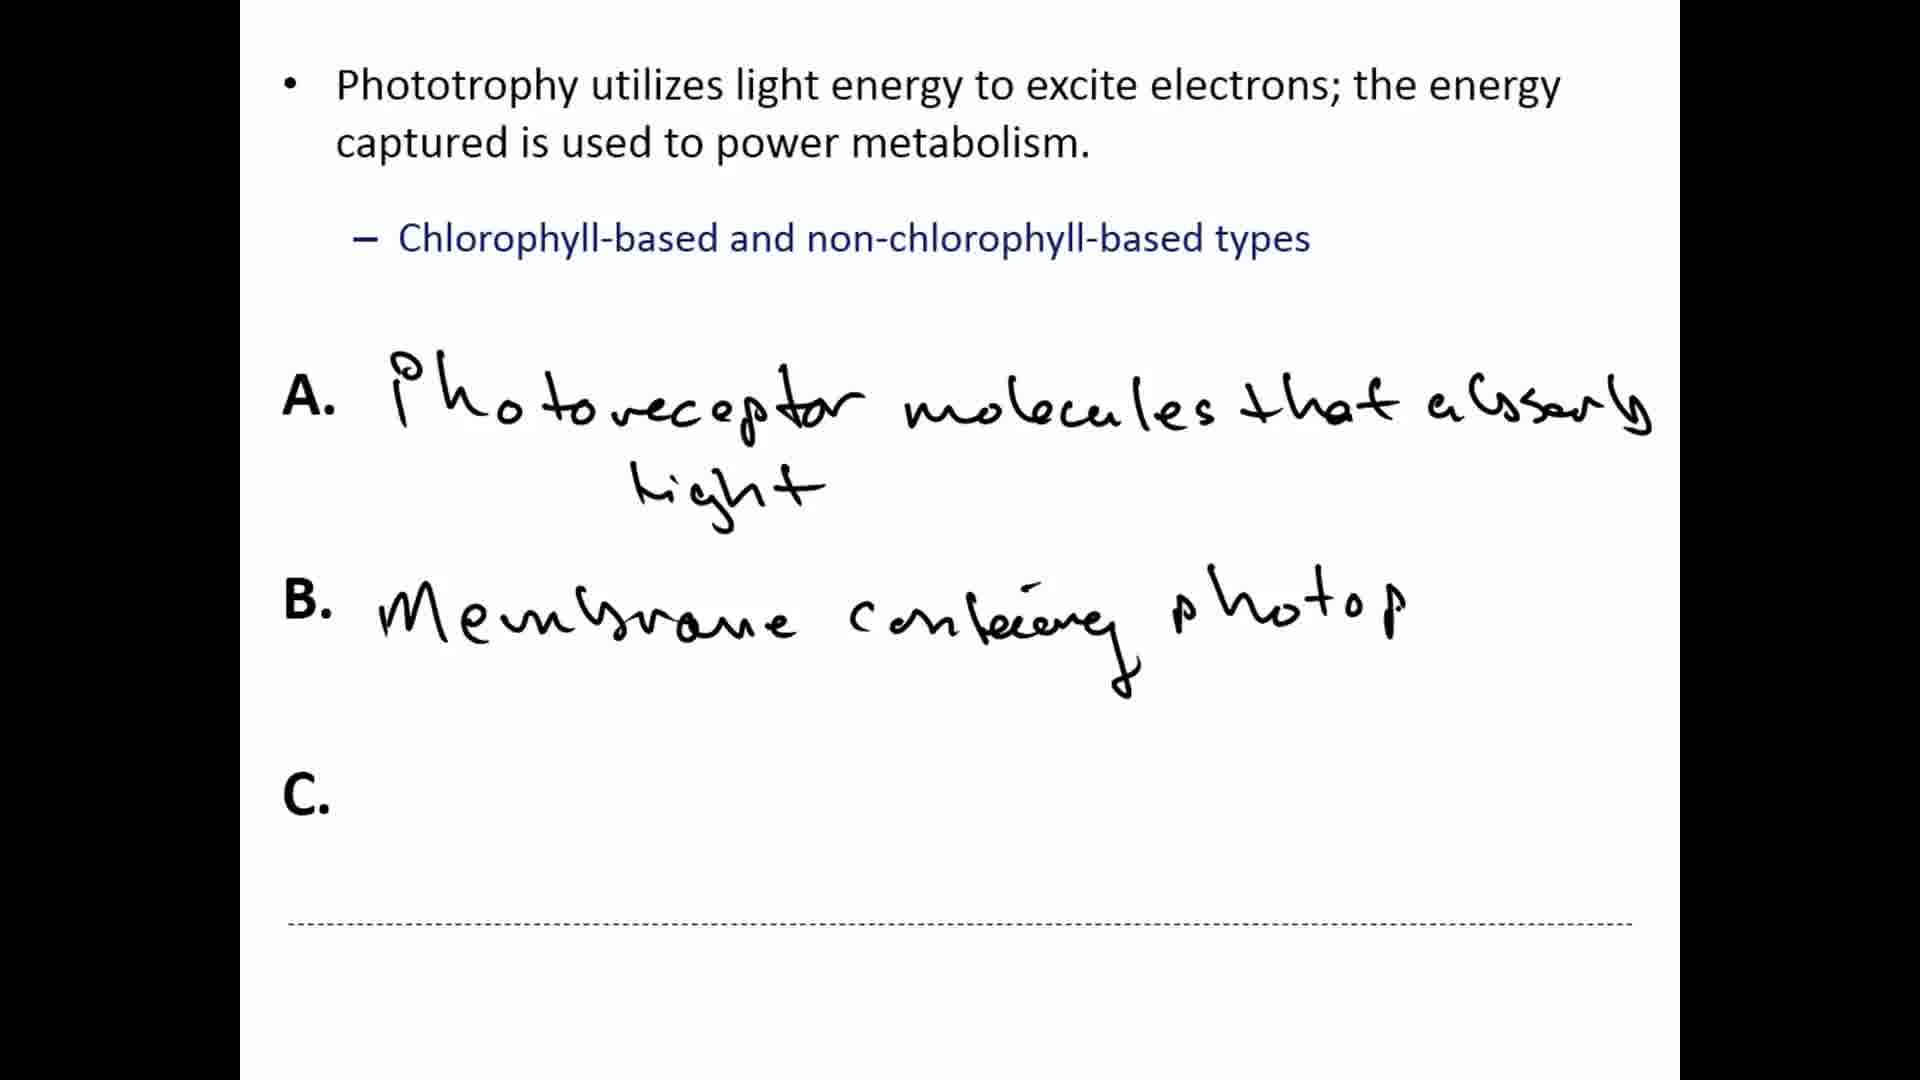 • Phototrophy utilizes light energy to excite electrons; the energy
captured is used to power metabolism.
– Chlorophyll-based and non-chlorophyll-based types
A. Photoreceptor molecules that absorb
light
B. Membrane containing photop
C.